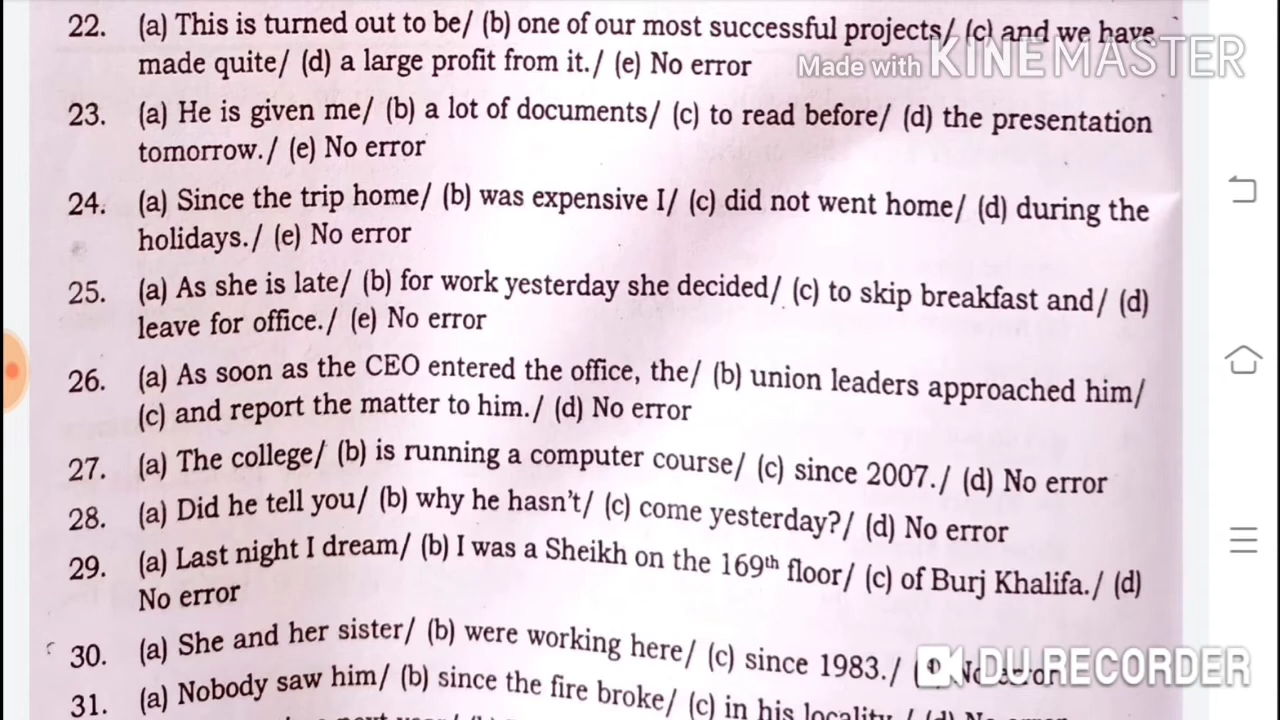 22. (a) This is turned out to be/ (b) one of our most successful projects/ (c) and we have
made quite/ (d) a large profit from it./ (e) No error
Made with KINEMASTER
23. (a) He is given me/ (b) a lot of documents/ (c) to read before/ (d) the presentation
tomorrow./ (e) No error
24. (a) Since the trip home/ (b) was expensive I/ (c) did not went home/ (d) during the
holidays./ (e) No error
25. (a) As she is late/ (b) for work yesterday she decided/ (c) to skip breakfast and/ (d)
leave for office./ (e) No error
26. (a) As soon as the CEO entered the office, the/ (b) union leaders approached him/
(c) and report the matter to him./ (d) No error
27. (a) The college/ (b) is running a computer course/ (c) since 2007./ (d) No error
28. (a) Did he tell you/ (b) why he hasn't/ (c) come yesterday?/ (d) No error
29. (a) Last night I dream/ (b) I was a Sheikh on the 169th floor/ (c) of Burj Khalifa./ (d)
No error
30. (a) She and her sister/ (b) were working here/ (c) since 1983./ No error
DU RECORDER
31. (a) Nobody saw him/ (b) since the fire broke/ (c) in his locality./ (d) No error